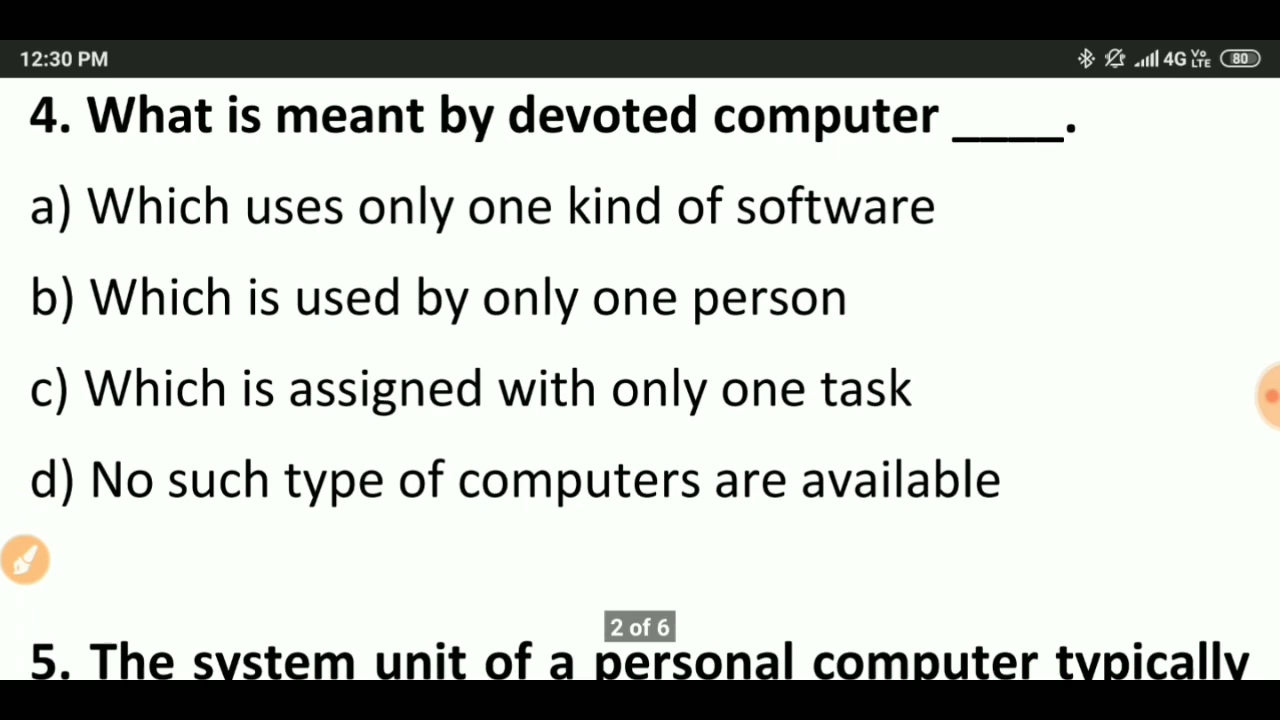 12:30 PM
4G Vo LTE 80
4. What is meant by devoted computer ____.
a) Which uses only one kind of software
b) Which is used by only one person
c) Which is assigned with only one task
d) No such type of computers are available
2 of 6
5. The system unit of a personal computer typically